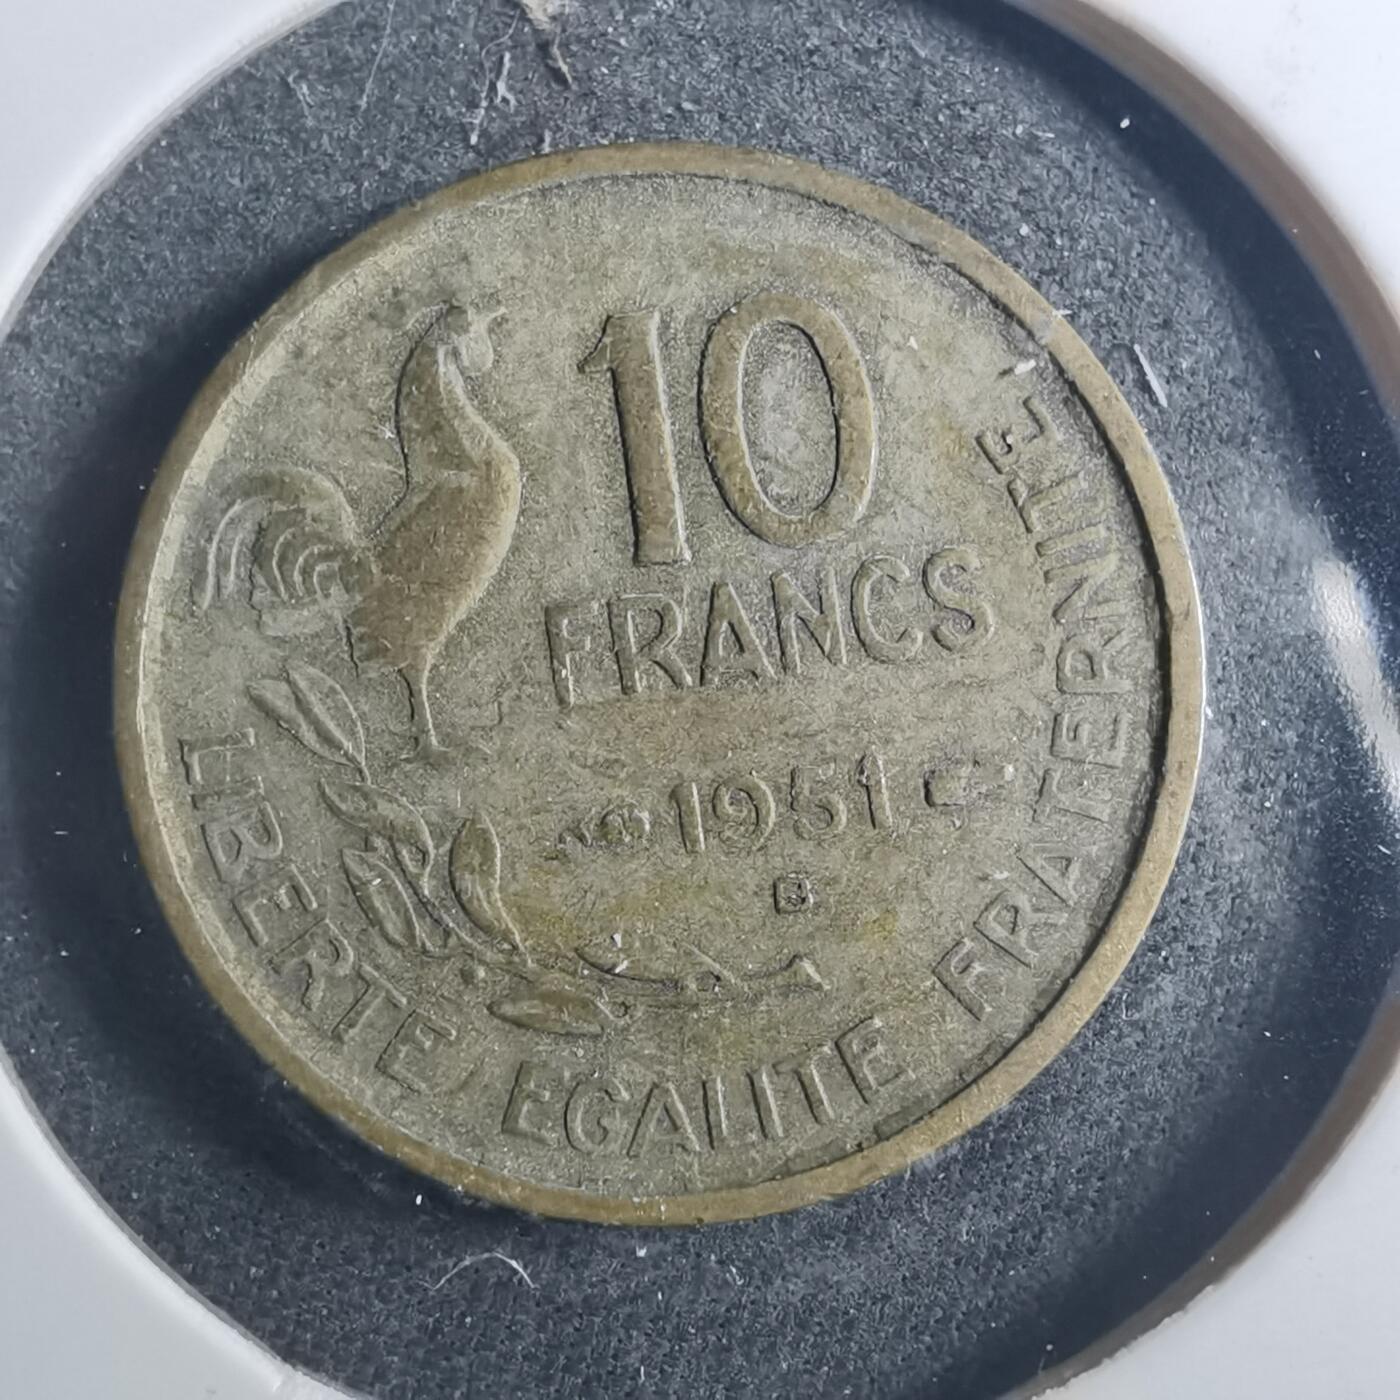 10
FRANCS
1951
B
LIBERTE EGALITE FRATERNITE